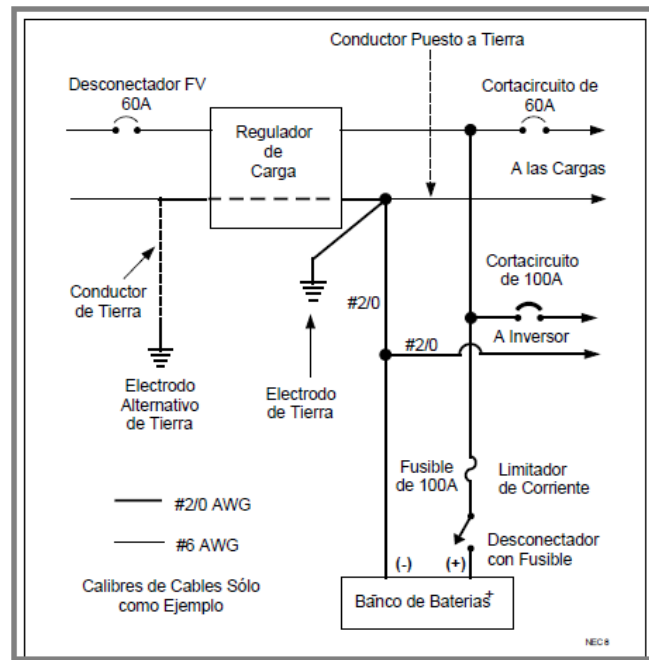 Conductor Puesto a Tierra
Desconectador FV
60A
Cortacircuito de
60A
Regulador
de
Carga
A las Cargas
Conductor
de Tierra
#2/0
Cortacircuito
de 100A
#2/0
A Inversor
Electrodo
Alternativo
de Tierra
Electrodo
de Tierra
Fusible
de 100A
Limitador
de Corriente
#2/0 AWG
#6 AWG
Desconectador
con Fusible
(-)
(+)
Calibres de Cables Sólo
como Ejemplo
- +
Banco de Baterias
NEC 8